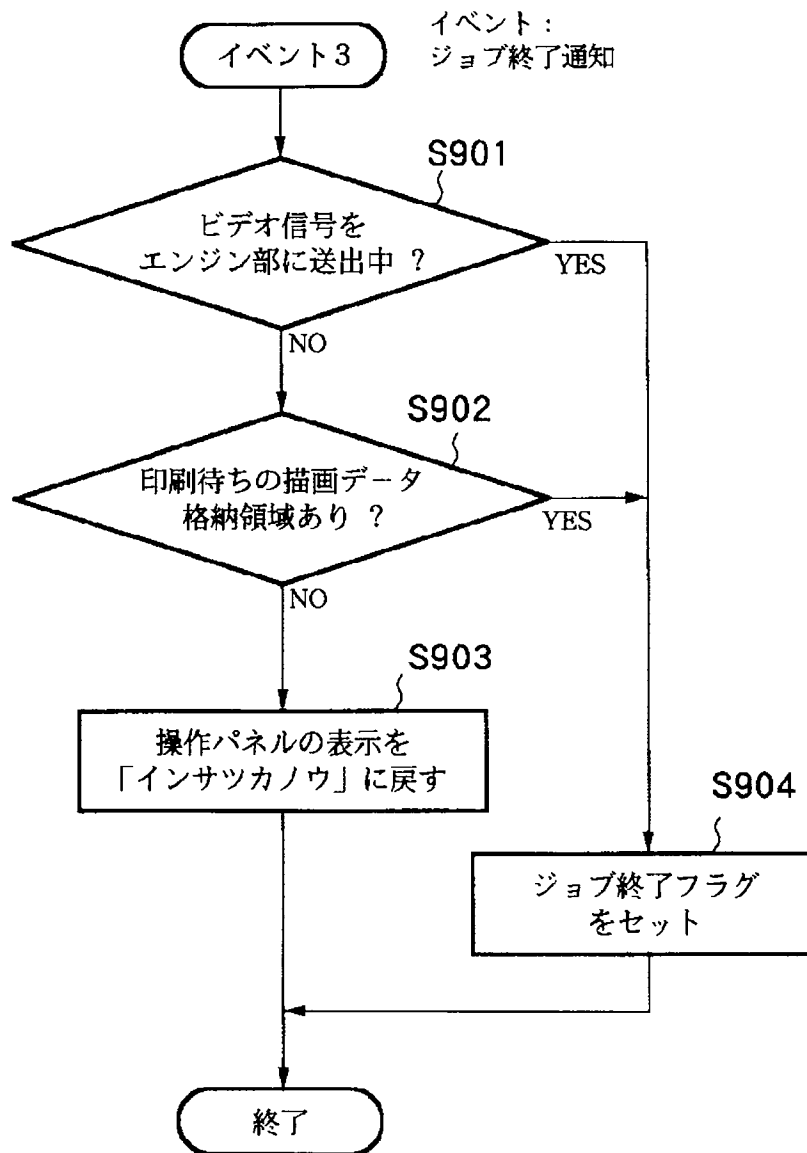 イベント3
イベント：
ジョブ終了通知
S901
ビデオ信号を
エンジン部に送出中 ？
YES
NO
S902
印刷待ちの描画データ
格納領域あり ？
YES
NO
S903
操作パネルの表示を
「インサツカノウ」に戻す
S904
ジョブ終了フラグ
をセット
終了